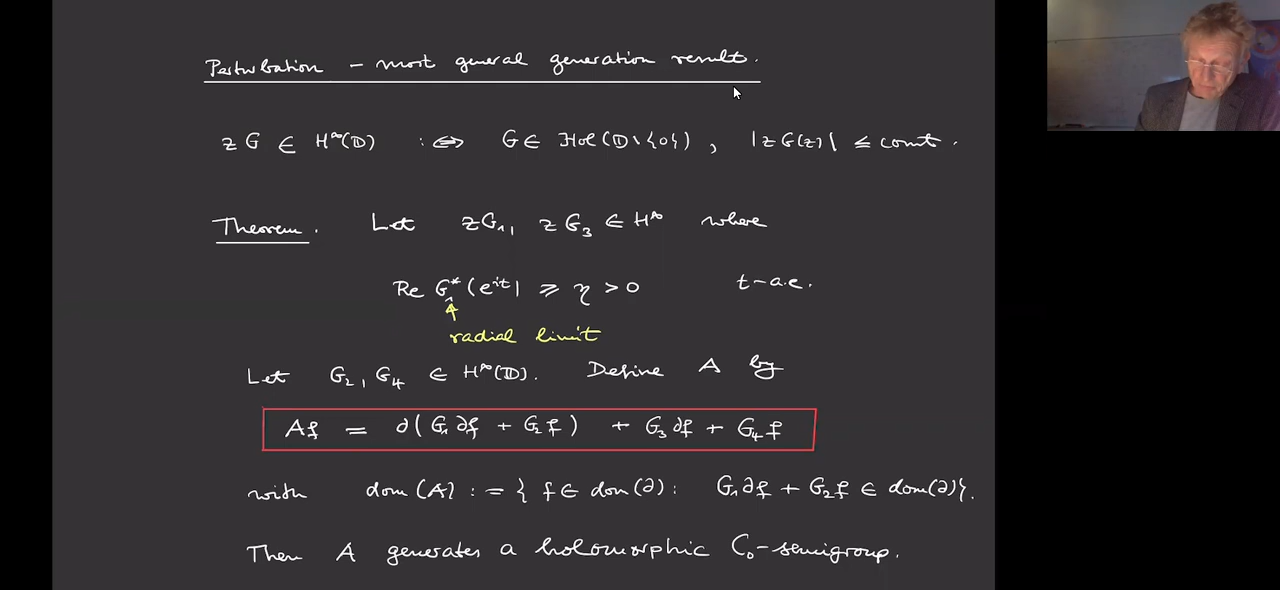 Perturbation – most general generation result.
zG ∈ H^∞(D) :⇔ G ∈ Hol(D\{0}), |zG(z)| ≤ const.
Theorem. Let zG₁, zG₃ ∈ H^∞ where
Re G₁*(e^{it}) ≥ η > 0 t-a.e.
radial limit
Let G₂, G₄ ∈ H^∞(𝔻). Define A by
Af = ∂(G₁∂f + G₂f) + G₃∂f + G₄f
with dom(A) := { f ∈ dom(∂) : G₁∂f + G₂f ∈ dom(∂)}.
Then A generates a holomorphic C₀-semigroup.